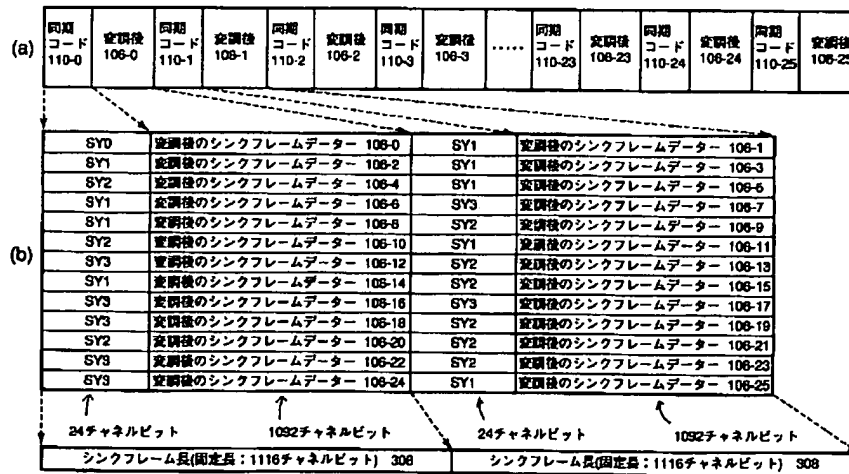 (a)
同期コード 110-0 変調後 106-0 同期コード 110-1 変調後 106-1 同期コード 110-2 変調後 106-2 同期コード 110-3 変調後 106-3 ····· 同期コード 110-23 変調後 106-23 同期コード 110-24 変調後 106-24 同期コード 110-25 変調後 106-25
(b)
SY0 変調後のシンクフレームデーター 106-0 SY1 変調後のシンクフレームデーター 106-1
SY1 変調後のシンクフレームデーター 106-2 SY1 変調後のシンクフレームデーター 106-3
SY2 変調後のシンクフレームデーター 106-4 SY1 変調後のシンクフレームデーター 106-5
SY1 変調後のシンクフレームデーター 106-6 SY3 変調後のシンクフレームデーター 106-7
SY1 変調後のシンクフレームデーター 106-8 SY2 変調後のシンクフレームデーター 106-9
SY2 変調後のシンクフレームデーター 106-10 SY1 変調後のシンクフレームデーター 106-11
SY3 変調後のシンクフレームデーター 106-12 SY2 変調後のシンクフレームデーター 106-13
SY1 変調後のシンクフレームデーター 106-14 SY2 変調後のシンクフレームデーター 106-15
SY3 変調後のシンクフレームデーター 106-16 SY3 変調後のシンクフレームデーター 106-17
SY3 変調後のシンクフレームデーター 106-18 SY2 変調後のシンクフレームデーター 106-19
SY2 変調後のシンクフレームデーター 106-20 SY2 変調後のシンクフレームデーター 106-21
SY3 変調後のシンクフレームデーター 106-22 SY2 変調後のシンクフレームデーター 106-23
SY3 変調後のシンクフレームデーター 106-24 SY1 変調後のシンクフレームデーター 106-25
24チャネルビット 1092チャネルビット 24チャネルビット 1092チャネルビット
シンクフレーム長(固定長：1116チャネルビット) 308 シンクフレーム長(固定長：1116チャネルビット) 308